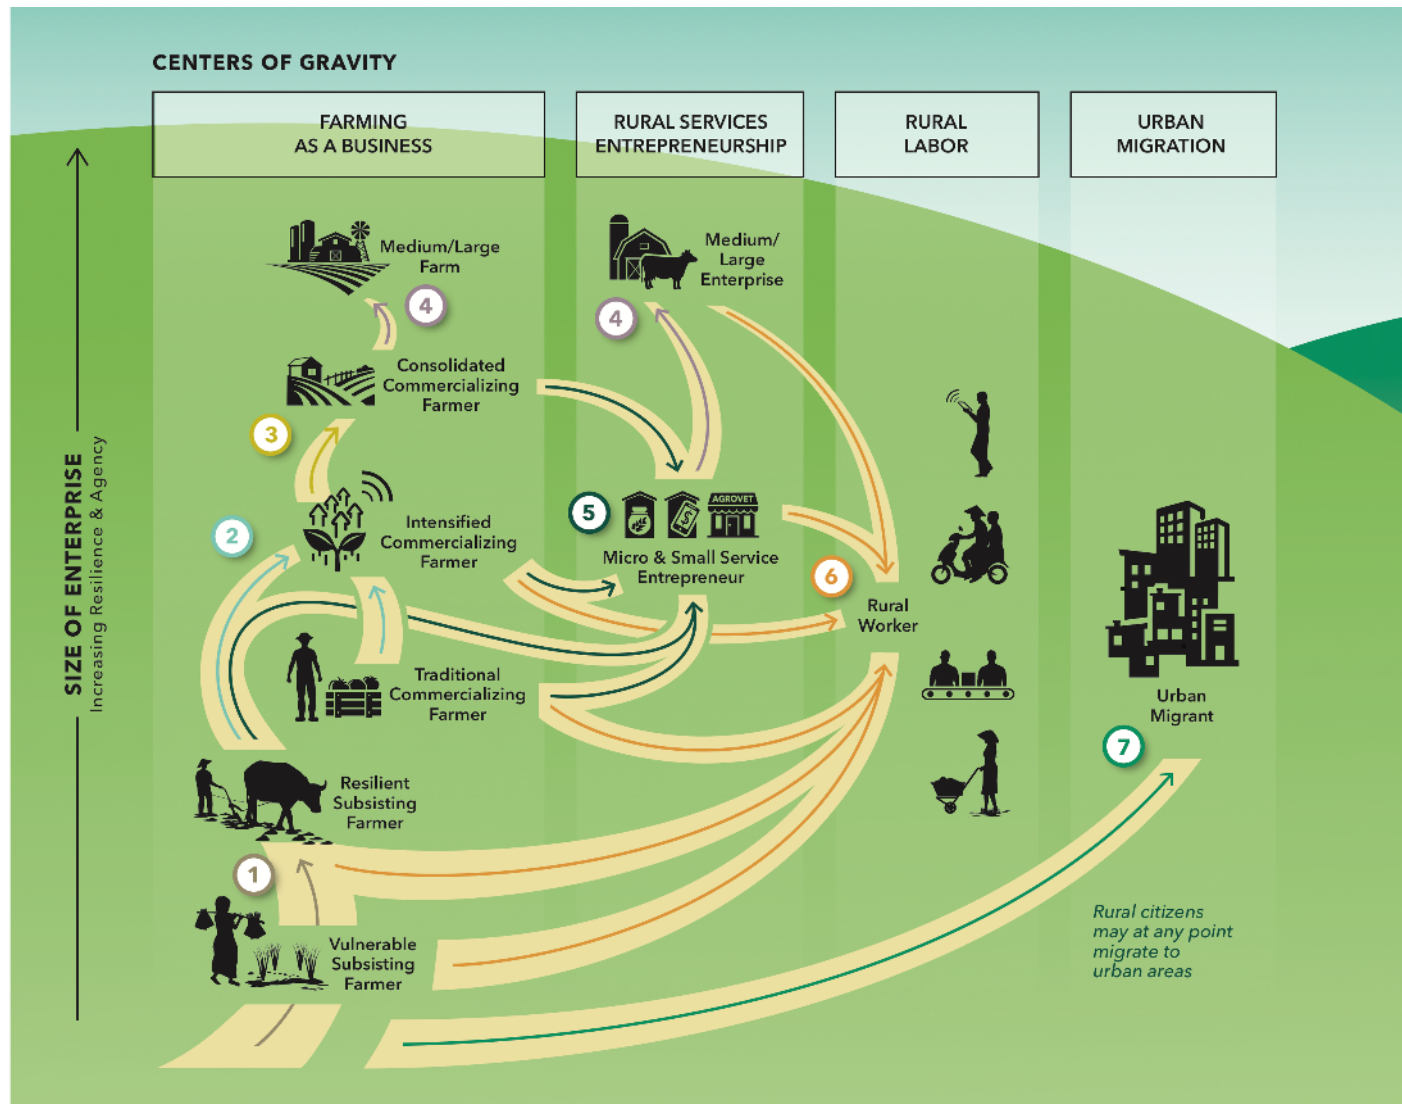 CENTERS OF GRAVITY
FARMING
AS A BUSINESS
RURAL SERVICES
ENTREPRENEURSHIP
RURAL
LABOR
URBAN
MIGRATION
SIZE OF ENTERPRISE
Increasing Resilience & Agency
Medium/Large
Farm
4
Medium/
Large
Enterprise
4
Consolidated
Commercializing
Farmer
3
Intensified
Commercializing
Farmer
2
5
AGROVET
$
Micro & Small Service
Entrepreneur
6
Rural
Worker
Traditional
Commercializing
Farmer
Urban
Migrant
7
Resilient
Subsisting
Farmer
1
Vulnerable
Subsisting
Farmer
Rural citizens
may at any point
migrate to
urban areas